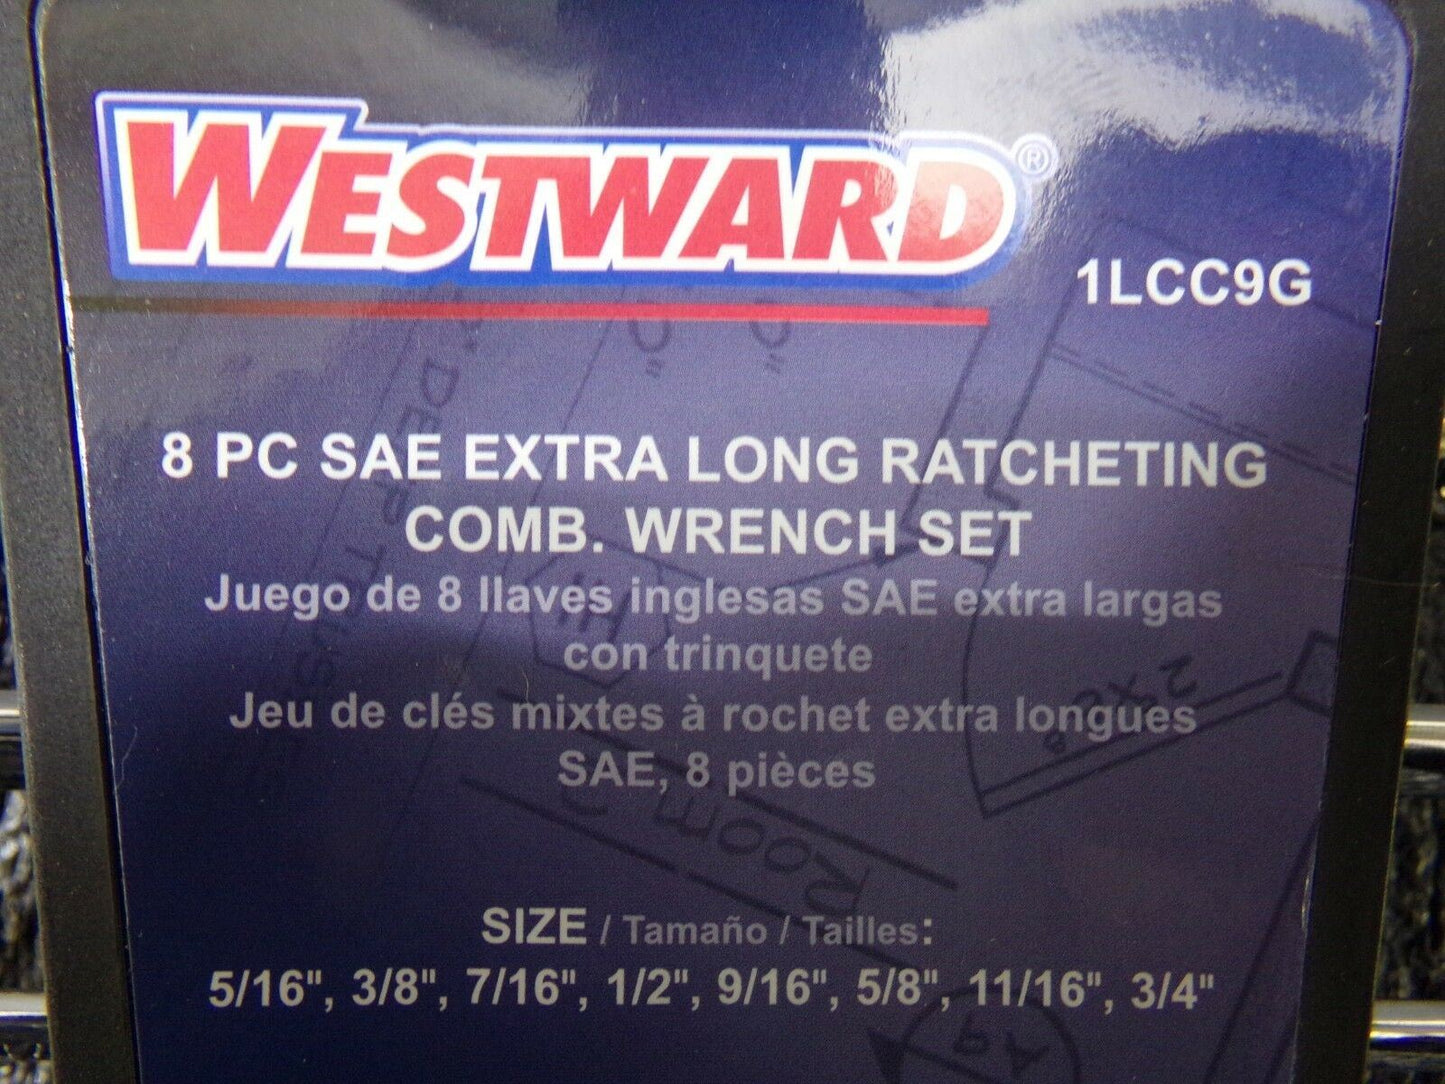 WESTWARD®
1LCC9G
8 PC SAE EXTRA LONG RATCHETING
COMB. WRENCH SET
Juego de 8 llaves inglesas SAE extra largas
con trinquete
Jeu de clés mixtes à rochet extra longues
SAE, 8 pièces
SIZE / Tamaño / Tailles:
5/16", 3/8", 7/16", 1/2", 9/16", 5/8", 11/16", 3/4"
ROOM